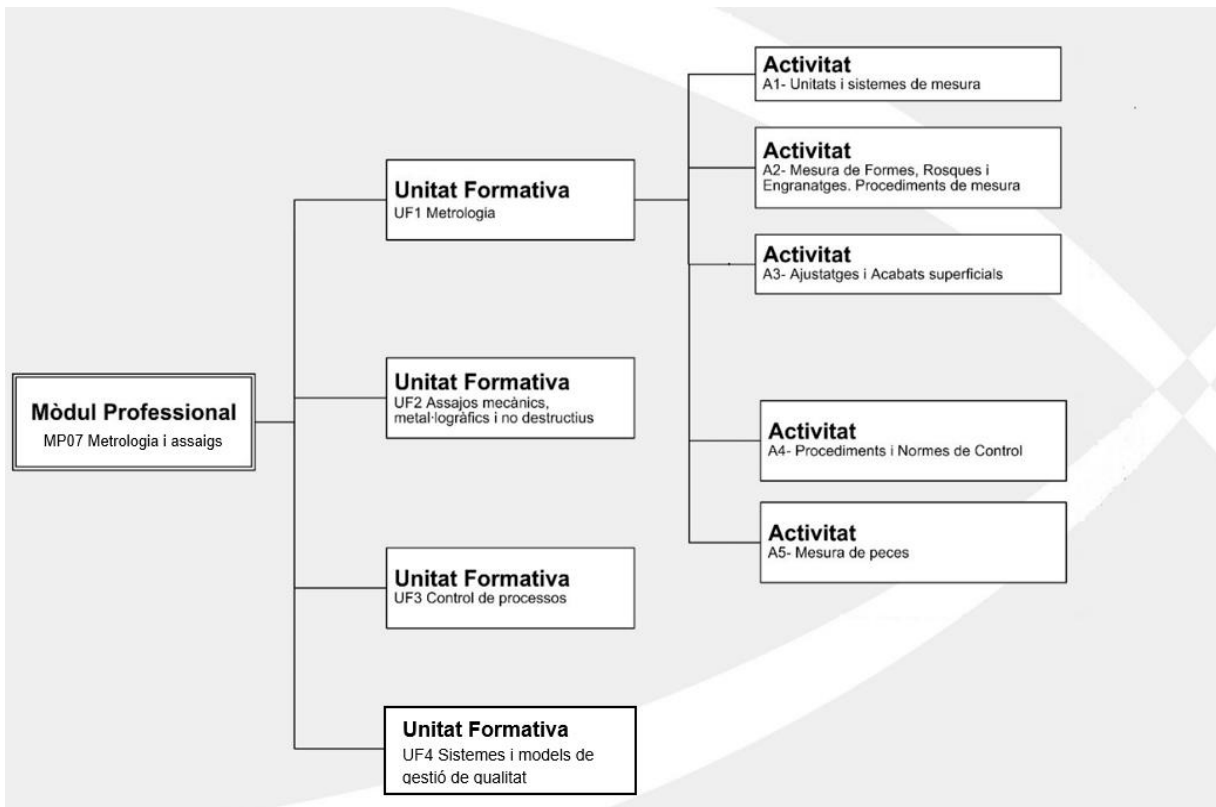 Mòdul Professional
MP07 Metrologia i assaigs
Unitat Formativa
UF1 Metrologia
Unitat Formativa
UF2 Assajos mecànics,
metal·logràfics i no destructius
Unitat Formativa
UF3 Control de processos
Unitat Formativa
UF4 Sistemes i models de
gestió de qualitat
Activitat
A1- Unitats i sistemes de mesura
Activitat
A2- Mesura de Formes, Rosques i
Engranatges. Procediments de mesura
Activitat
A3- Ajustatges i Acabats superficials
Activitat
A4- Procediments i Normes de Control
Activitat
A5- Mesura de peces